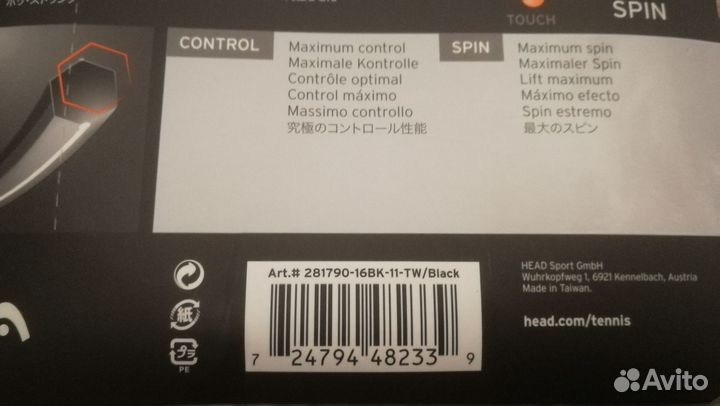 TOUCH
SPIN
CONTROL
Maximum control
Maximale Kontrolle
Contrôle optimal
Control máximo
Massimo controllo
究極のコントロール性能
SPIN
Maximum spin
Maximaler Spin
Lift maximum
Máximo efecto
Spin estremo
最大のスピン
Art.# 281790-16BK-11-TW/Black
7 24794 48233 9
紙
プラ
PE
HEAD Sport GmbH
Wuhrkopfweg 1, 6921 Kennelbach, Austria
Made in Taiwan.
head.com/tennis
Avito